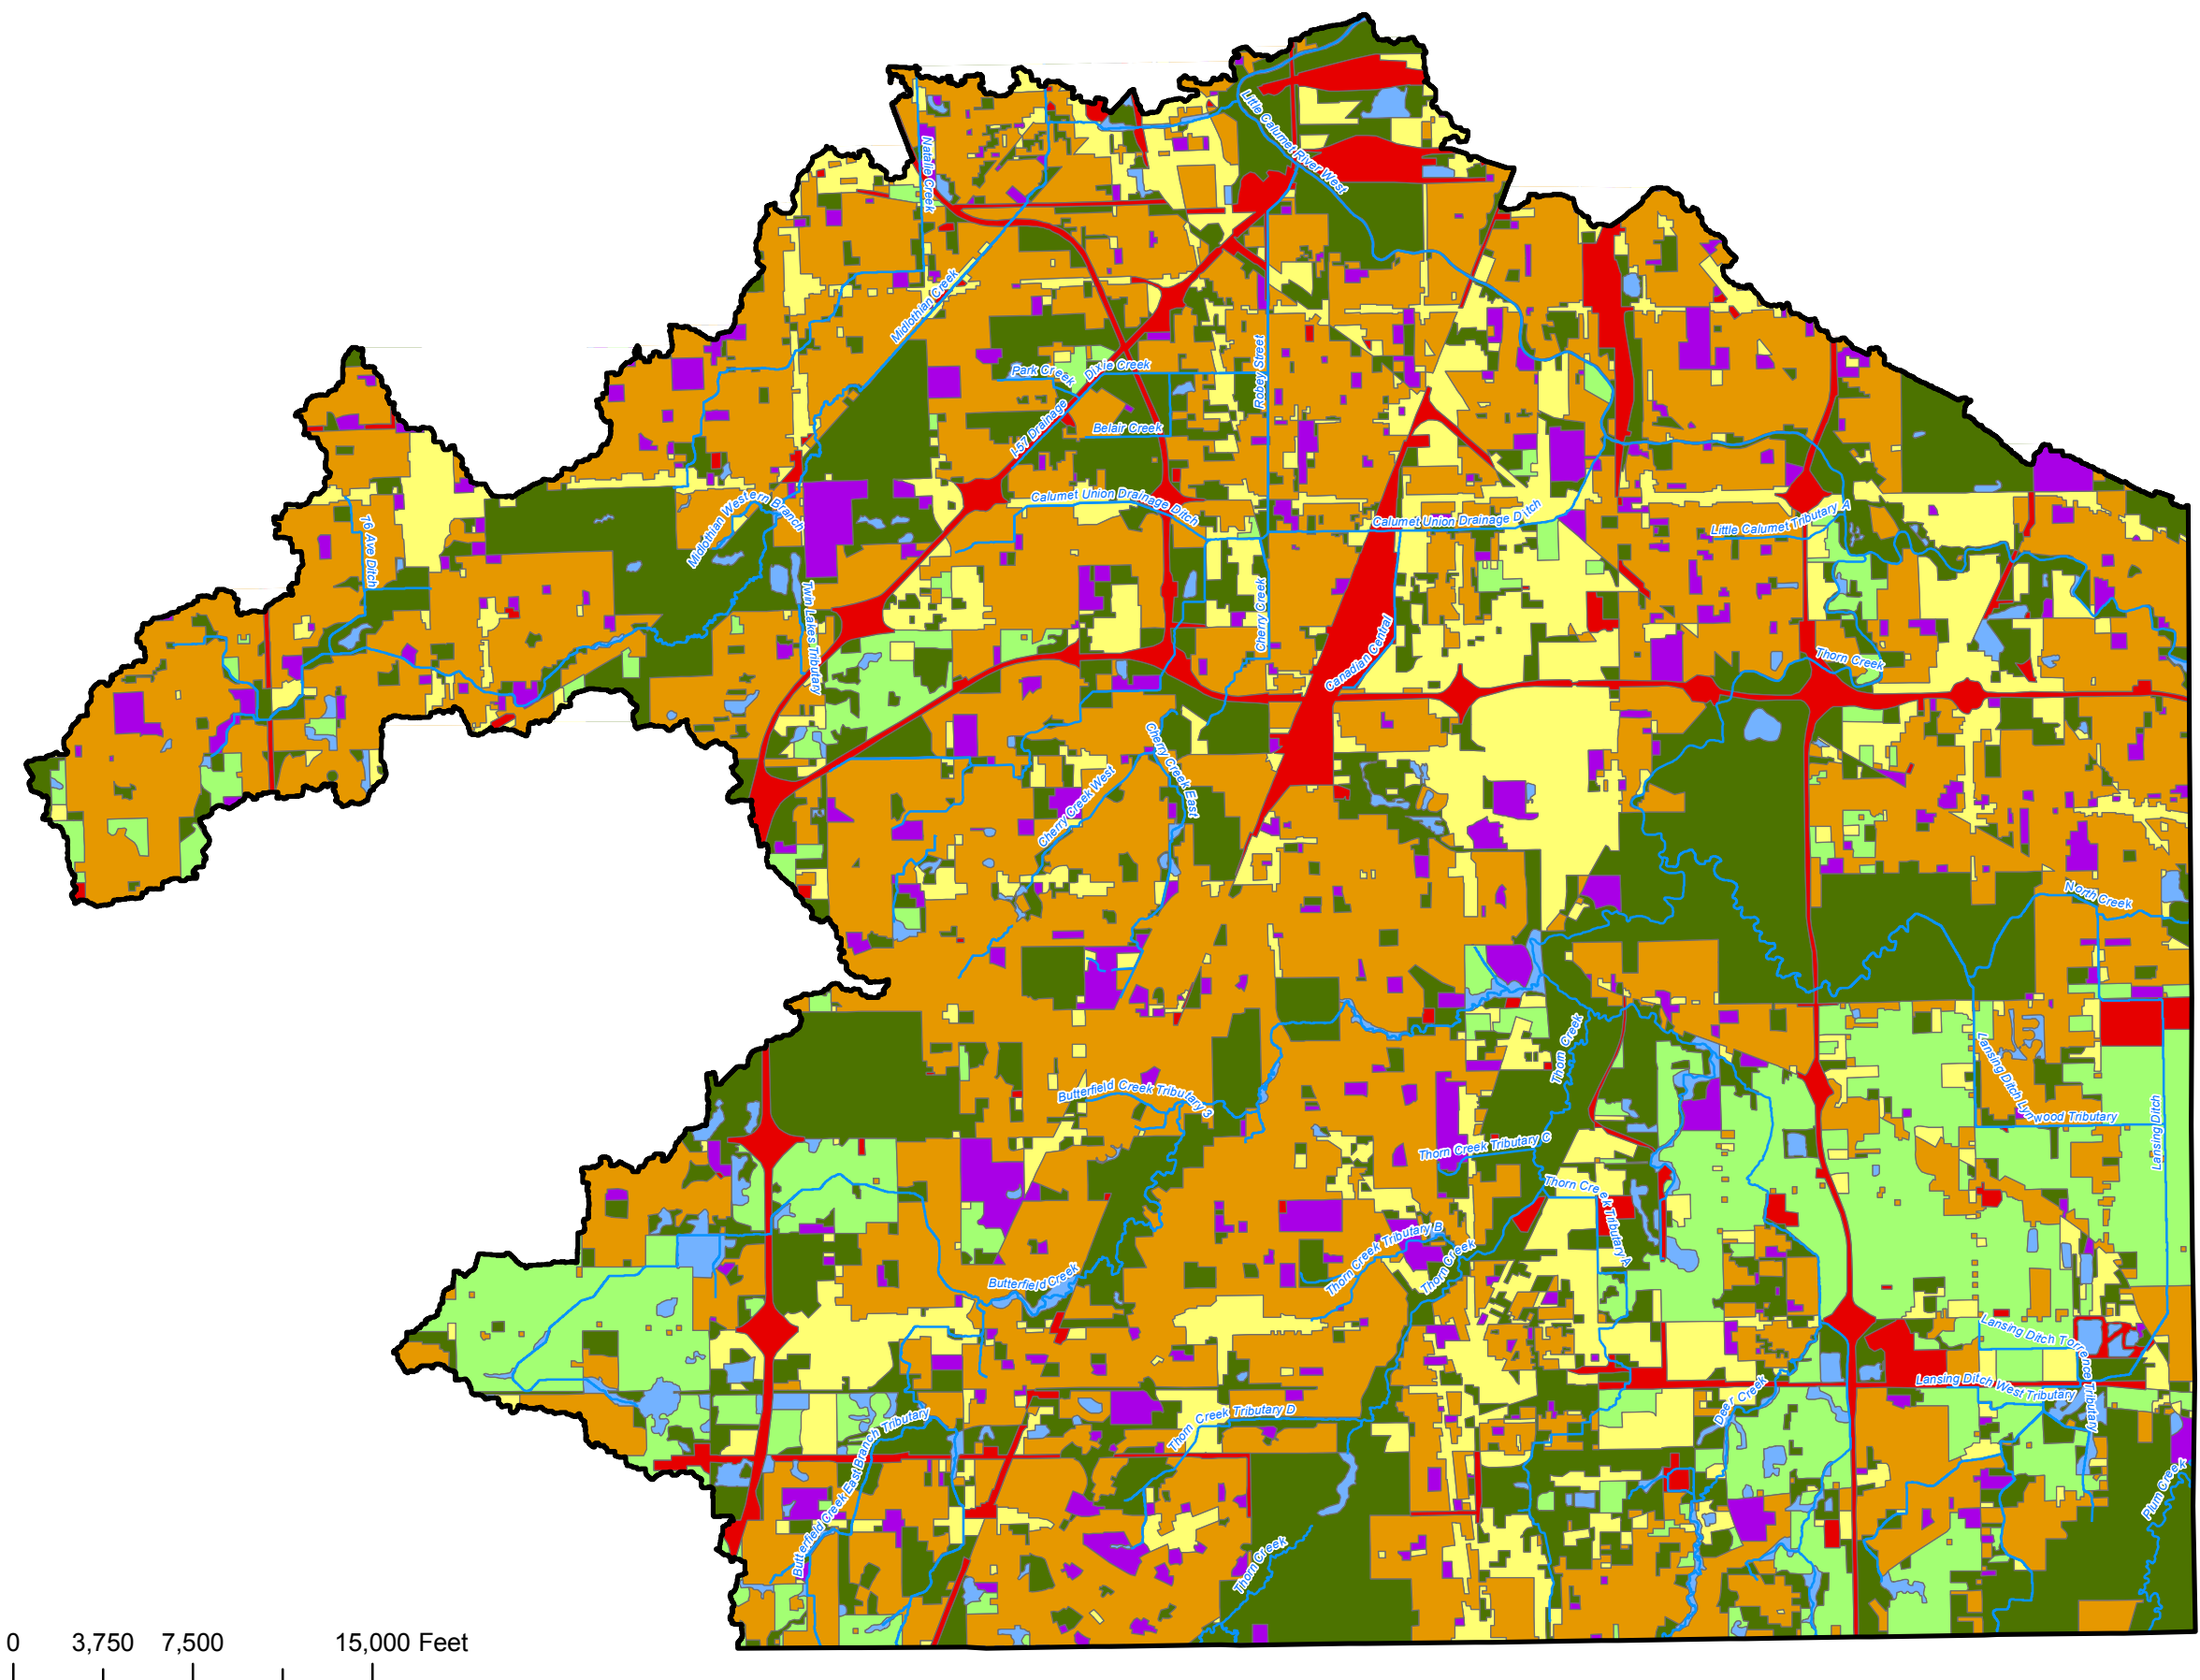 Little Calumet River West
Natalie Creek
Midlothian Creek
Robey Street
Park Creek
Dixie Creek
I-57 Drainage
Belair Creek
Calumet Union Drainage Ditch
Calumet Union Drainage Ditch
Little Calumet Tributary A
Midlothian Western Branch
76 Ave Ditch
Twin Lakes Tributary
Cherry Creek
Canadian Central
Thorn Creek
Cherry Creek East
Cherry Creek West
North Creek
Thorn Creek
Lansing Ditch Lynwood Tributary
Lansing Ditch
Butterfield Creek Tributary 3
Thorn Creek Tributary C
Thorn Creek Tributary A
Thorn Creek Tributary B
Thorn Creek
Butterfield Creek
Lansing Ditch Torrence Tributary
Lansing Ditch West Tributary
Deer Creek
Thorn Creek Tributary D
Butterfield Creek East Branch Tributary
Plum Creek
Thorn Creek
0 3,750 7,500 15,000 Feet